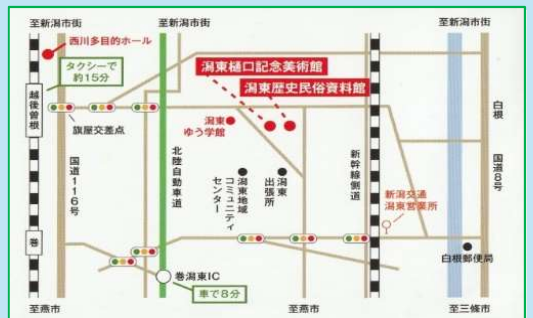 至新潟市街
至新潟市街
至新潟市街
西川多目的ホール
タクシーで
約15分
潟東樋口記念美術館
潟東歴史民俗資料館
越後曽根
旗屋交差点
潟東
ゆう学館
白根
国道116号
北陸自動車道
潟東地域
コミュニティ
センター
潟東
出張所
新幹線側道
国道8号
新潟交通
潟東営業所
巻
白根郵便局
巻潟東IC
車で8分
至燕市
至燕市
至三條市